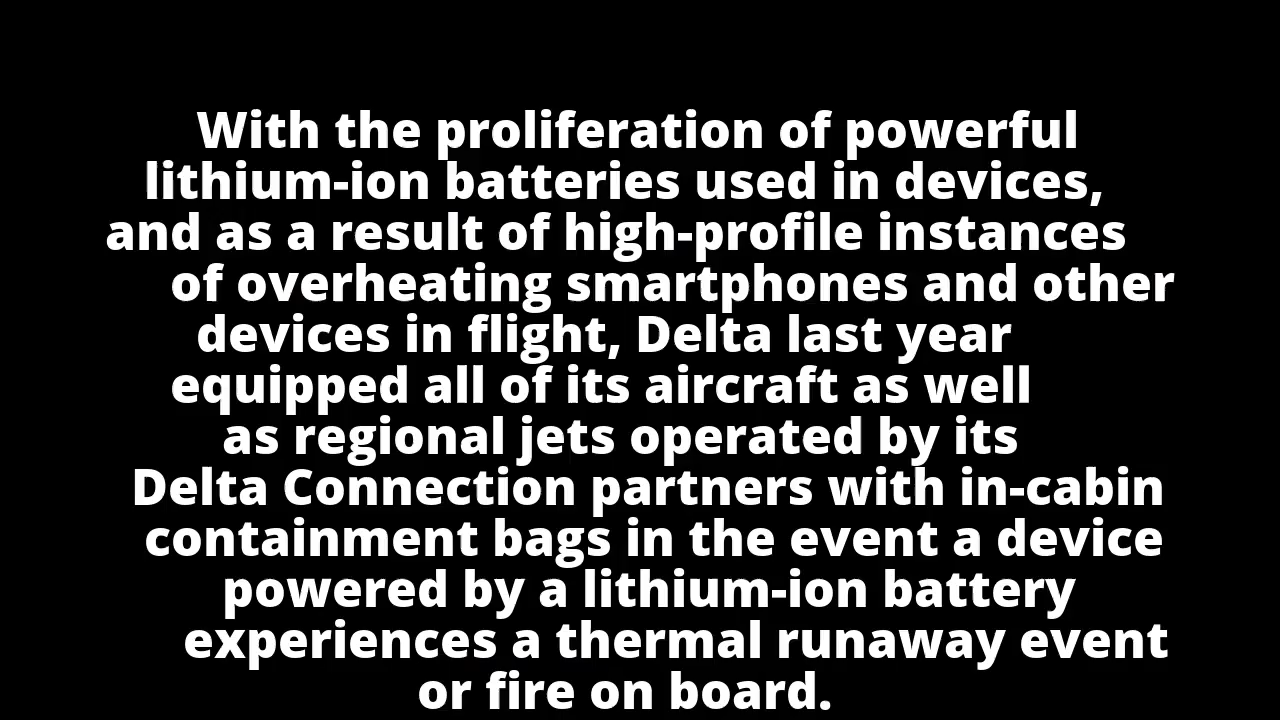 With the proliferation of powerful
lithium-ion batteries used in devices,
and as a result of high-profile instances
of overheating smartphones and other
devices in flight, Delta last year
equipped all of its aircraft as well
as regional jets operated by its
Delta Connection partners with in-cabin
containment bags in the event a device
powered by a lithium-ion battery
experiences a thermal runaway event
or fire on board.